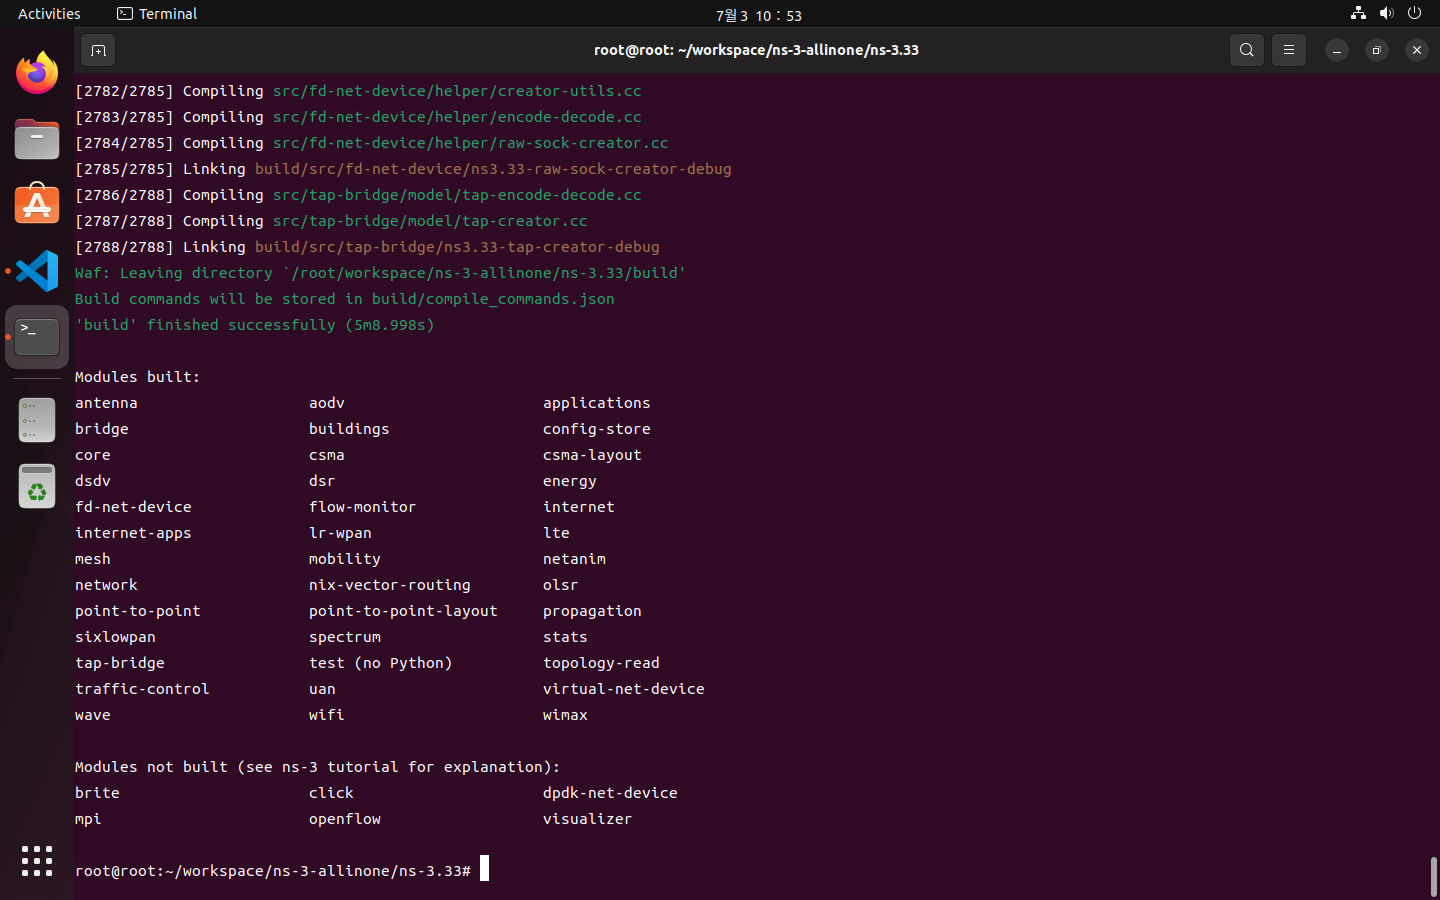 Activities
Terminal
7월 3 10 : 53
root@root: ~/workspace/ns-3-allinone/ns-3.33
[2782/2785] Compiling src/fd-net-device/helper/creator-utils.cc
[2783/2785] Compiling src/fd-net-device/helper/encode-decode.cc
[2784/2785] Compiling src/fd-net-device/helper/raw-sock-creator.cc
[2785/2785] Linking build/src/fd-net-device/ns3.33-raw-sock-creator-debug
[2786/2788] Compiling src/tap-bridge/model/tap-encode-decode.cc
[2787/2788] Compiling src/tap-bridge/model/tap-creator.cc
[2788/2788] Linking build/src/tap-bridge/ns3.33-tap-creator-debug
Waf: Leaving directory `/root/workspace/ns-3-allinone/ns-3.33/build'
Build commands will be stored in build/compile_commands.json
'build' finished successfully (5m8.998s)
Modules built:
antenna aodv applications
bridge buildings config-store
core csma csma-layout
dsdv dsr energy
fd-net-device flow-monitor internet
internet-apps lr-wpan lte
mesh mobility netanim
network nix-vector-routing olsr
point-to-point point-to-point-layout propagation
sixlowpan spectrum stats
tap-bridge test (no Python) topology-read
traffic-control uan virtual-net-device
wave wifi wimax
Modules not built (see ns-3 tutorial for explanation):
brite click dpdk-net-device
mpi openflow visualizer
root@root:~/workspace/ns-3-allinone/ns-3.33#